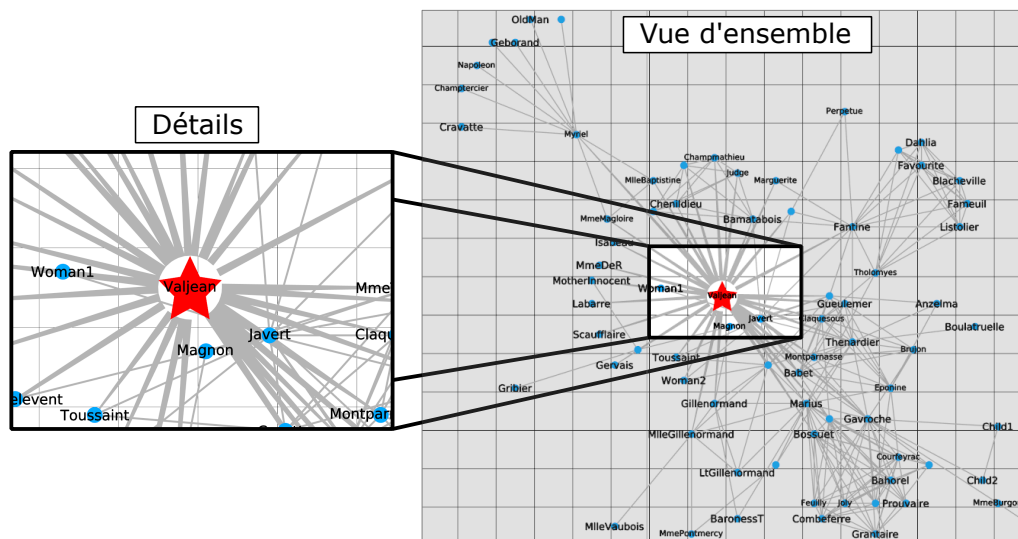 Détails
Woman1
Valjean
Mme
Javert
Claqu
Magnon
elevent
Toussaint
Montparn
Vue d'ensemble
OldMan
Geborand
Napoleon
Champtercier
Cravatte
Myriel
Perpetue
Dahlia
Champmathieu
Favourite
Judge
MlleBaptistine
Marguerite
Blacheville
Chenildieu
Fameuil
MmeMagloire
Bamatabois
Fantine
Listolier
Isabeau
MmeDeR
Tholomyes
MotherInnocent
Woman1
Valjean
Labarre
Gueulemer
Anzelma
Javert
Claquesous
Magnon
Boulatruelle
Scaufflaire
Thenardier
Brujon
Toussaint
Montparnasse
Gervais
Babet
Woman2
Gribier
Eponine
Gillenormand
Marius
Gavroche
Child1
MlleGillenormand
Bossuet
Courfeyrac
LtGillenormand
Bahorel
Child2
Feuilly
Joly
Prouvaire
MmeBurgon
MlleVaubois
BaronessT
Combeferre
MmePontmercy
Grantaire